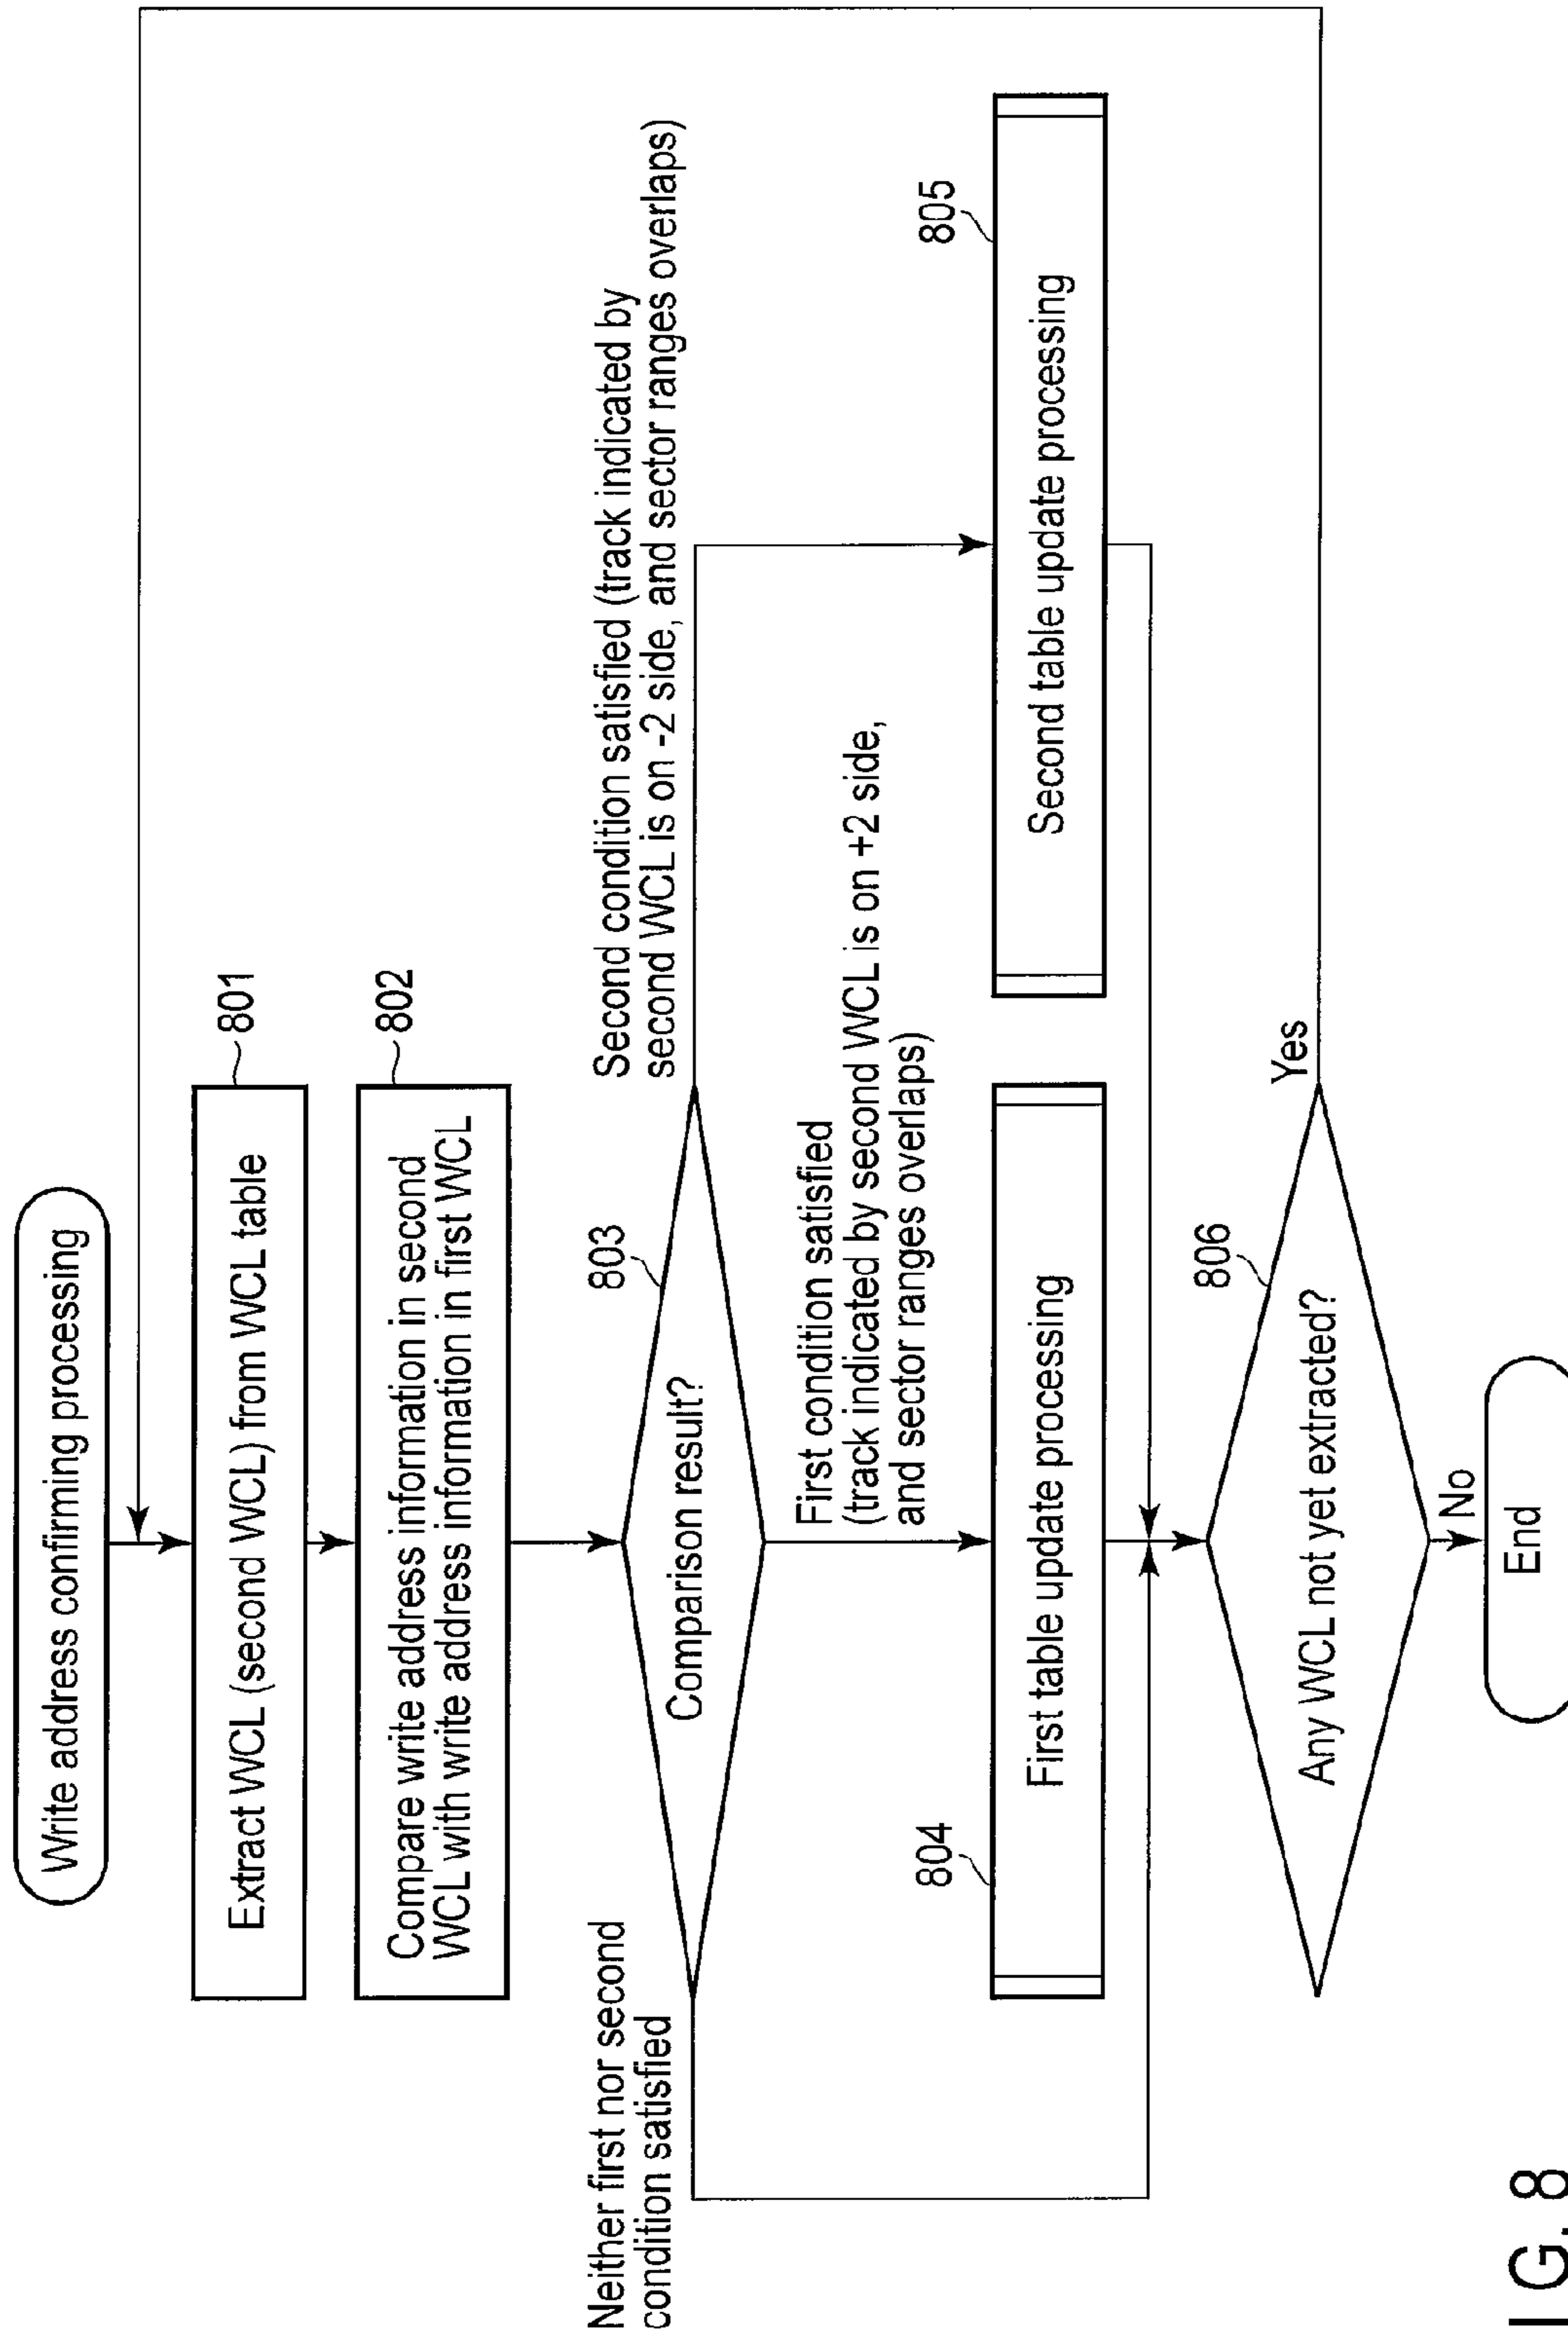 Write address confirming processing
801
Extract WCL (second WCL) from WCL table
802
Compare write address information in second
WCL with write address information in first WCL
803
Comparison result?
Neither first nor second
condition satisfied
Second condition satisfied (track indicated by
second WCL is on -2 side, and sector ranges overlaps)
First condition satisfied
(track indicated by second WCL is on +2 side,
and sector ranges overlaps)
804
First table update processing
805
Second table update processing
806
Any WCL not yet extracted?
Yes
No
End
I G. 8